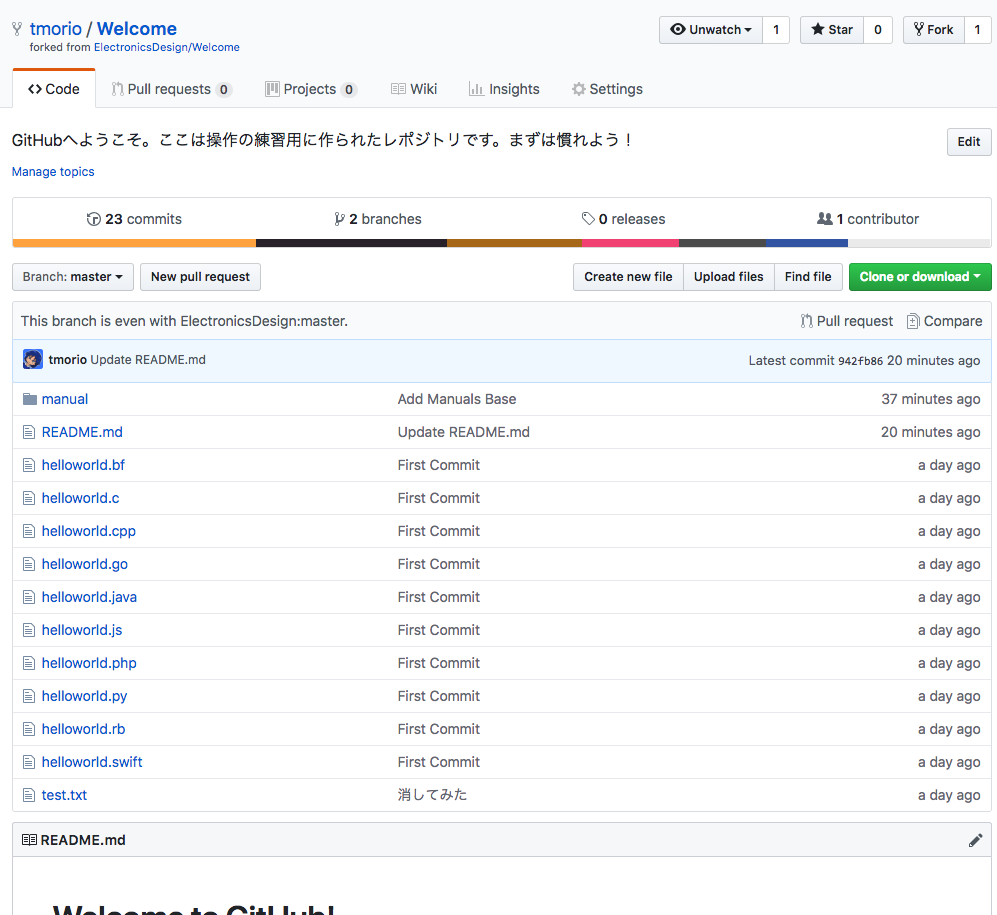 tmorio / Welcome
forked from ElectronicsDesign/Welcome
Unwatch 1 Star 0 Fork 1
Code Pull requests 0 Projects 0 Wiki Insights Settings
GitHubへようこそ。ここは操作の練習用に作られたレポジトリです。まずは慣れよう！
Edit
Manage topics
23 commits 2 branches 0 releases 1 contributor
Branch: master New pull request Create new file Upload files Find file Clone or download
This branch is even with ElectronicsDesign:master. Pull request Compare
tmorio Update README.md Latest commit 942fb86 20 minutes ago
manual Add Manuals Base 37 minutes ago
README.md Update README.md 20 minutes ago
helloworld.bf First Commit a day ago
helloworld.c First Commit a day ago
helloworld.cpp First Commit a day ago
helloworld.go First Commit a day ago
helloworld.java First Commit a day ago
helloworld.js First Commit a day ago
helloworld.php First Commit a day ago
helloworld.py First Commit a day ago
helloworld.rb First Commit a day ago
helloworld.swift First Commit a day ago
test.txt 消してみた a day ago
README.md
Welcome to GitHub!